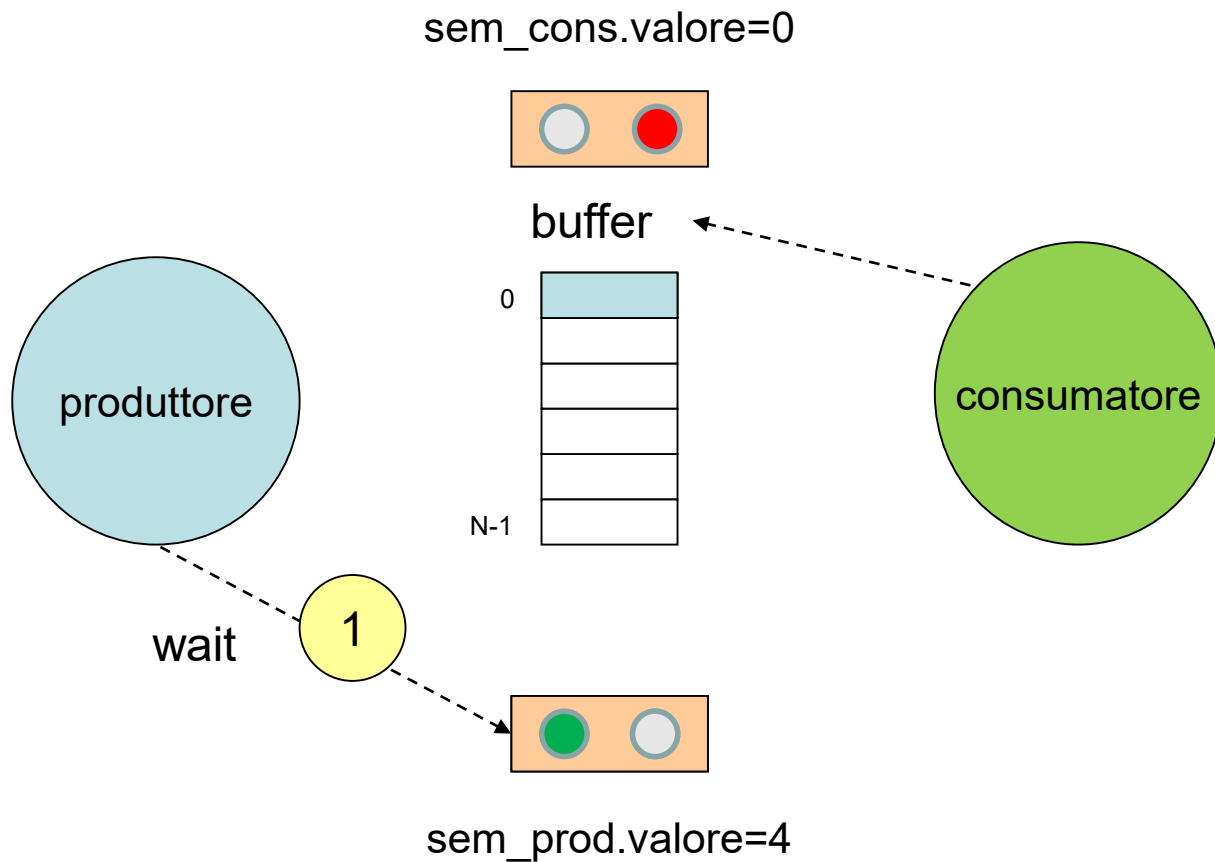 sem_cons.valore=0
buffer
0
produttore
consumatore
N-1
1
wait
sem_prod.valore=4